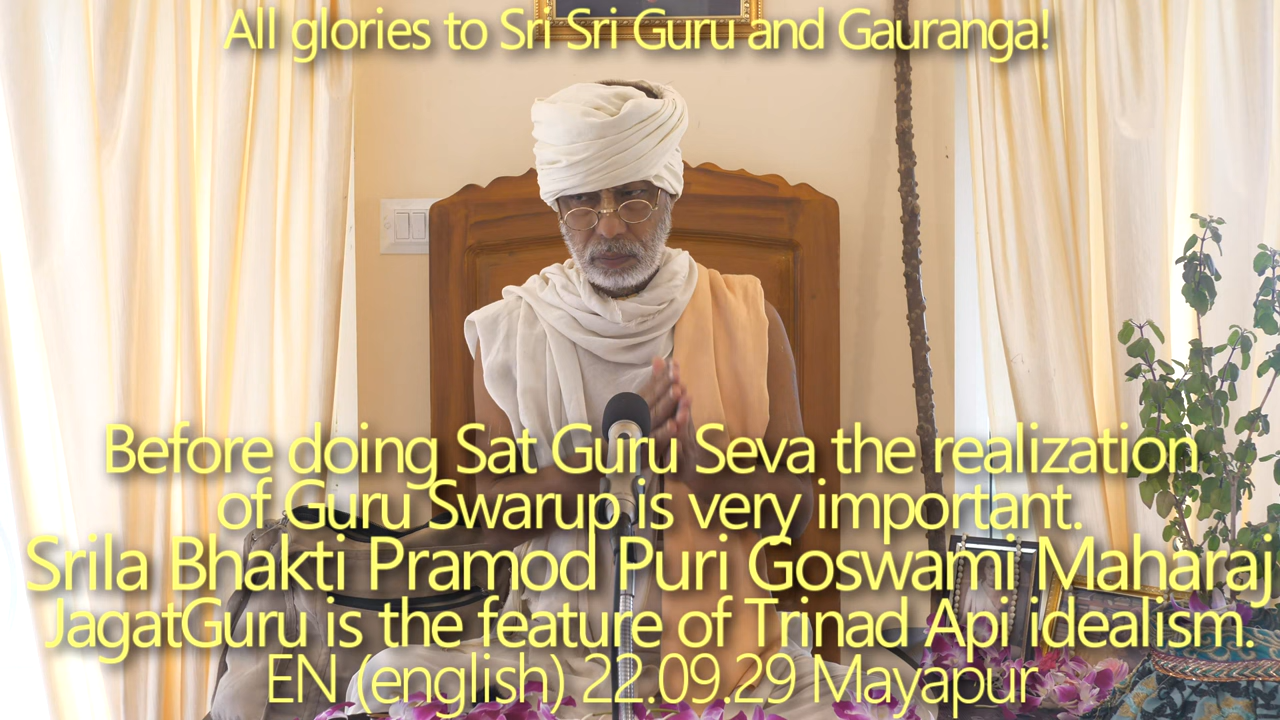 All glories to Sri Sri Guru and Gauranga!
Before doing Sat Guru Seva the realization
of Guru Swarup is very important.
Srila Bhakti Pramod Puri Goswami Maharaj
JagatGuru is the feature of Trinad Api idealism.
EN (english) 22.09.29 Mayapur